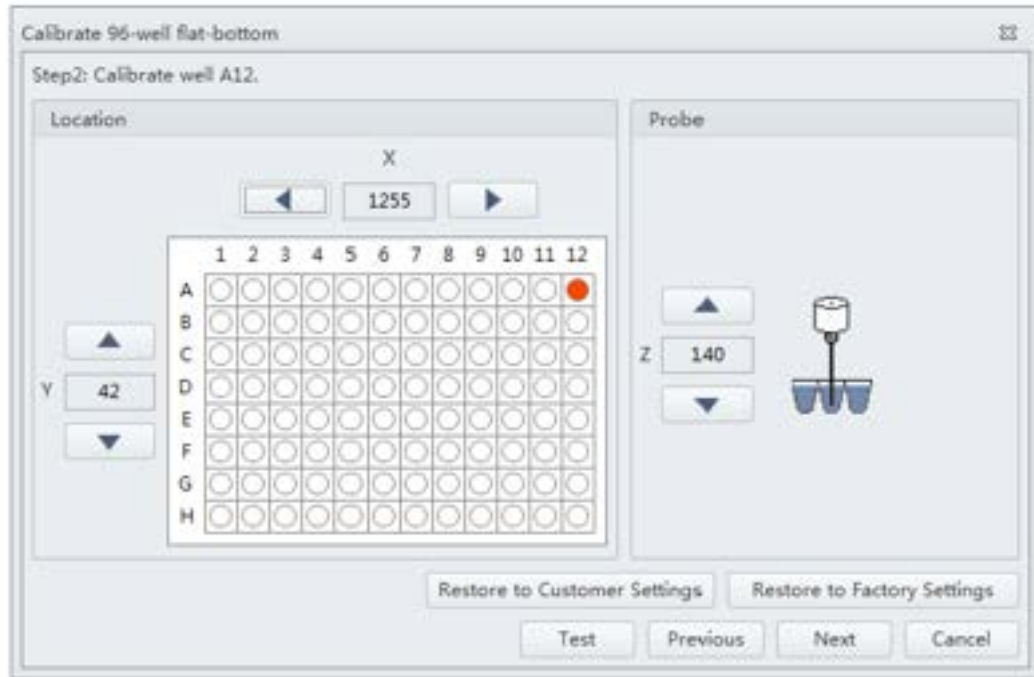 Calibrate 96-well flat-bottom
Step2: Calibrate well A12.
Location
X
1255
1 2 3 4 5 6 7 8 9 10 11 12
A
B
C
D
E
F
G
H
Y
42
Probe
Z
140
Restore to Customer Settings
Restore to Factory Settings
Test
Previous
Next
Cancel